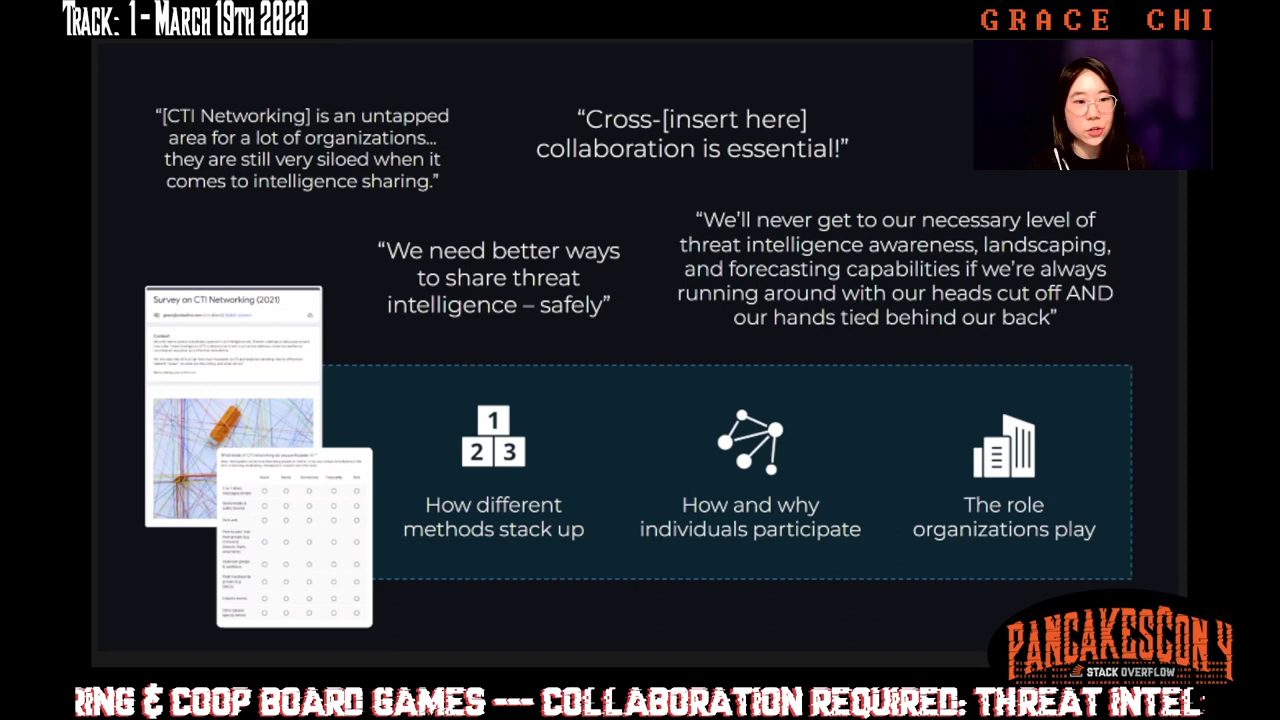 TRACK: 1 - MARCH 19TH 2023
GRACE CHI
“[CTI Networking] is an untapped
area for a lot of organizations...
they are still very siloed when it
comes to intelligence sharing.”
“Cross-[insert here]
collaboration is essential!”
“We need better ways
to share threat
intelligence – safely”
“We’ll never get to our necessary level of
threat intelligence awareness, landscaping,
and forecasting capabilities if we’re always
running around with our heads cut off AND
our hands tied behind our back”
Survey on CTI Networking (2021)
Context
1
2 3
How different
methods stack up
How and why
individuals participate
The role
organizations play
PANCAKESCON 4
STACK OVERFLOW
RING & COOP BOARD GAMES --- COLLABORATION REQUIRED: THREAT INTEL